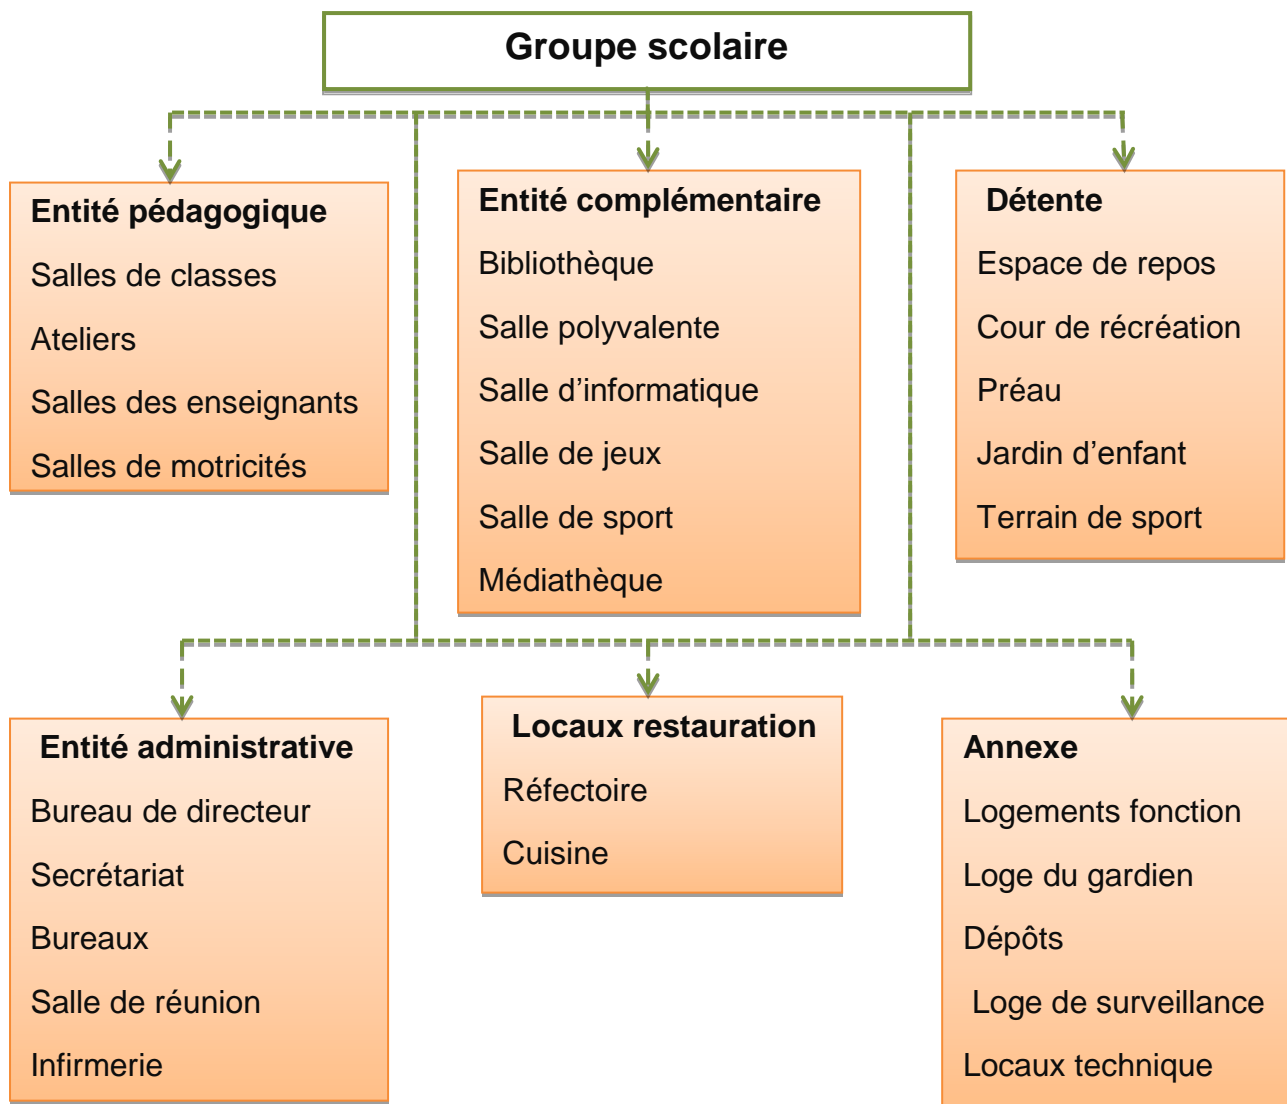 Groupe scolaire
Entité pédagogique
Salles de classes
Ateliers
Salles des enseignants
Salles de motricités
Entité complémentaire
Bibliothèque
Salle polyvalente
Salle d’informatique
Salle de jeux
Salle de sport
Médiathèque
Détente
Espace de repos
Cour de récréation
Préau
Jardin d’enfant
Terrain de sport
Entité administrative
Bureau de directeur
Secrétariat
Bureaux
Salle de réunion
Infirmerie
Locaux restauration
Réfectoire
Cuisine
Annexe
Logements fonction
Loge du gardien
Dépôts
Loge de surveillance
Locaux technique